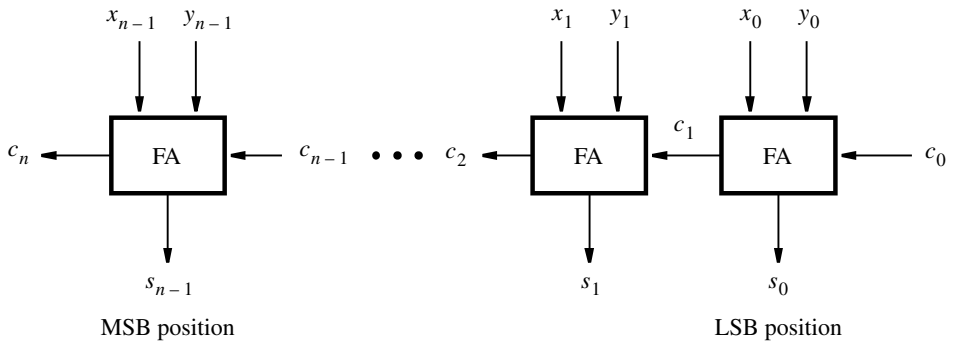 x_{n-1} y_{n-1} x_1 y_1 x_0 y_0
c_n FA c_{n-1} • • • c_2 FA c_1 FA c_0
s_{n-1} s_1 s_0
MSB position LSB position